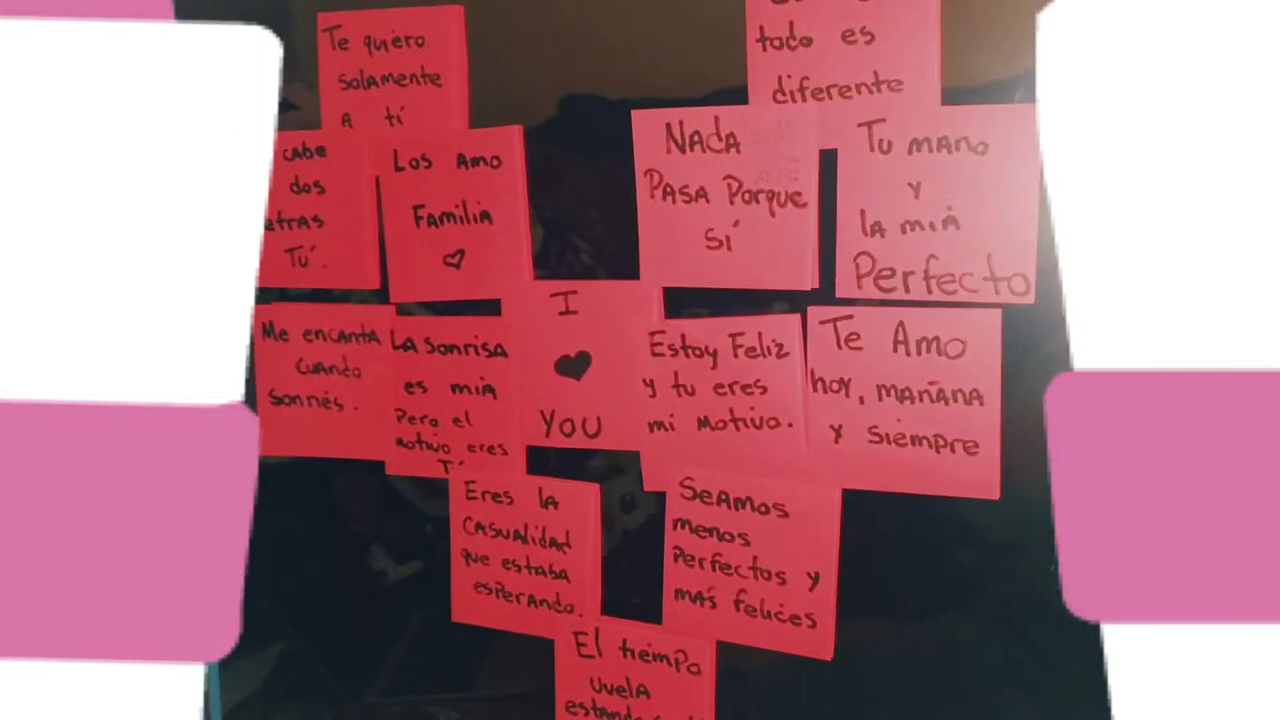 Te quiero
solamente
A tí
todo es
diferente
cabe
dos
etras
Tú.
Los Amo
Familia
NAdA
PASA Porque
Sí
Tu mano
y
la mía
Perfecto
Me encanta
cuando
sonríes.
La Sonrisa
es mía
Pero el
motivo eres
Tú
I
YOU
Estoy Feliz
y tu eres
mi Motivo.
Te Amo
hoy, mañana
y siempre
Eres la
casualidad
que estaba
esperando.
Seamos
menos
Perfectos y
más felices
El tiempo
vuela